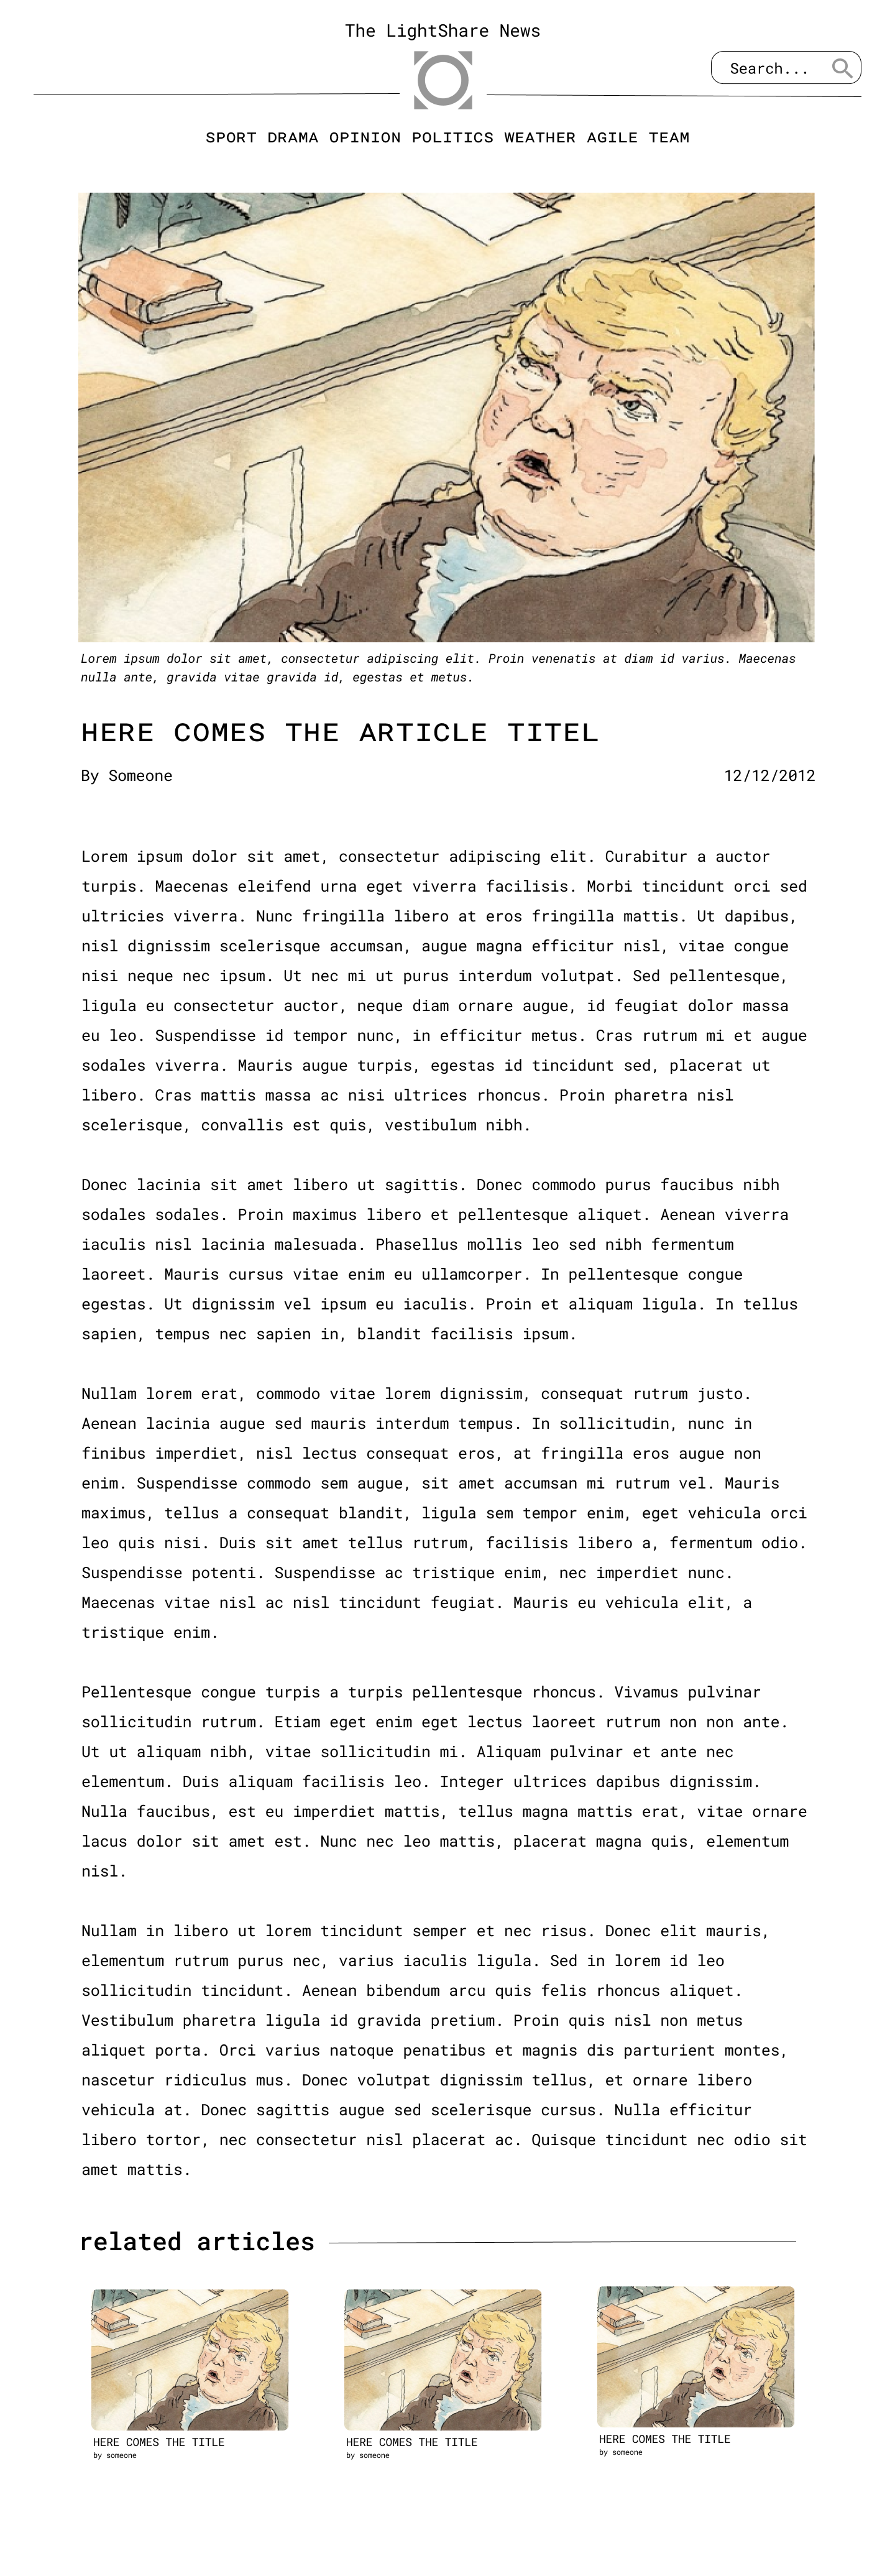 The LightShare News
Search...
SPORT DRAMA OPINION POLITICS WEATHER AGILE TEAM
Lorem ipsum dolor sit amet, consectetur adipiscing elit. Proin venenatis at diam id varius. Maecenas
nulla ante, gravida vitae gravida id, egestas et metus.
HERE COMES THE ARTICLE TITEL
By Someone 12/12/2012
Lorem ipsum dolor sit amet, consectetur adipiscing elit. Curabitur a auctor
turpis. Maecenas eleifend urna eget viverra facilisis. Morbi tincidunt orci sed
ultricies viverra. Nunc fringilla libero at eros fringilla mattis. Ut dapibus,
nisl dignissim scelerisque accumsan, augue magna efficitur nisl, vitae congue
nisi neque nec ipsum. Ut nec mi ut purus interdum volutpat. Sed pellentesque,
ligula eu consectetur auctor, neque diam ornare augue, id feugiat dolor massa
eu leo. Suspendisse id tempor nunc, in efficitur metus. Cras rutrum mi et augue
sodales viverra. Mauris augue turpis, egestas id tincidunt sed, placerat ut
libero. Cras mattis massa ac nisi ultrices rhoncus. Proin pharetra nisl
scelerisque, convallis est quis, vestibulum nibh.
Donec lacinia sit amet libero ut sagittis. Donec commodo purus faucibus nibh
sodales sodales. Proin maximus libero et pellentesque aliquet. Aenean viverra
iaculis nisl lacinia malesuada. Phasellus mollis leo sed nibh fermentum
laoreet. Mauris cursus vitae enim eu ullamcorper. In pellentesque congue
egestas. Ut dignissim vel ipsum eu iaculis. Proin et aliquam ligula. In tellus
sapien, tempus nec sapien in, blandit facilisis ipsum.
Nullam lorem erat, commodo vitae lorem dignissim, consequat rutrum justo.
Aenean lacinia augue sed mauris interdum tempus. In sollicitudin, nunc in
finibus imperdiet, nisl lectus consequat eros, at fringilla eros augue non
enim. Suspendisse commodo sem augue, sit amet accumsan mi rutrum vel. Mauris
maximus, tellus a consequat blandit, ligula sem tempor enim, eget vehicula orci
leo quis nisi. Duis sit amet tellus rutrum, facilisis libero a, fermentum odio.
Suspendisse potenti. Suspendisse ac tristique enim, nec imperdiet nunc.
Maecenas vitae nisl ac nisl tincidunt feugiat. Mauris eu vehicula elit, a
tristique enim.
Pellentesque congue turpis a turpis pellentesque rhoncus. Vivamus pulvinar
sollicitudin rutrum. Etiam eget enim eget lectus laoreet rutrum non non ante.
Ut ut aliquam nibh, vitae sollicitudin mi. Aliquam pulvinar et ante nec
elementum. Duis aliquam facilisis leo. Integer ultrices dapibus dignissim.
Nulla faucibus, est eu imperdiet mattis, tellus magna mattis erat, vitae ornare
lacus dolor sit amet est. Nunc nec leo mattis, placerat magna quis, elementum
nisl.
Nullam in libero ut lorem tincidunt semper et nec risus. Donec elit mauris,
elementum rutrum purus nec, varius iaculis ligula. Sed in lorem id leo
sollicitudin tincidunt. Aenean bibendum arcu quis felis rhoncus aliquet.
Vestibulum pharetra ligula id gravida pretium. Proin quis nisl non metus
aliquet porta. Orci varius natoque penatibus et magnis dis parturient montes,
nascetur ridiculus mus. Donec volutpat dignissim tellus, et ornare libero
vehicula at. Donec sagittis augue sed scelerisque cursus. Nulla efficitur
libero tortor, nec consectetur nisl placerat ac. Quisque tincidunt nec odio sit
amet mattis.
related articles
HERE COMES THE TITLE
by someone
HERE COMES THE TITLE
by someone
HERE COMES THE TITLE
by someone